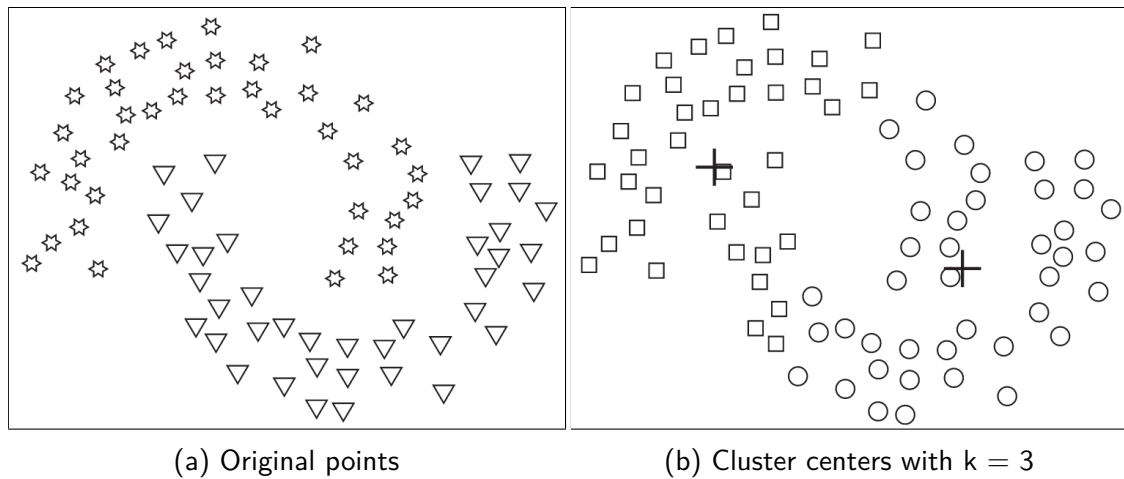 (a) Original points
(b) Cluster centers with k = 3